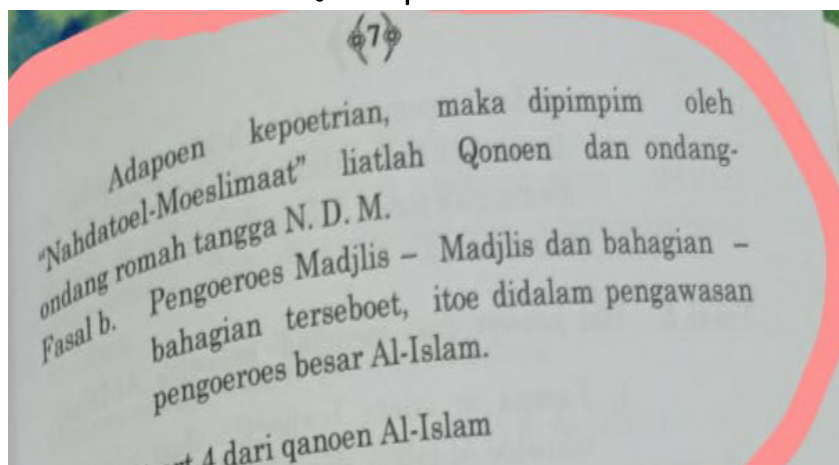 7
Adapoen kepoetrian, maka dipimpim oleh
"Nahdatoel-Moeslimaat" liatlah Qonoen dan ondang-
ondang romah tangga N. D. M.
Fasal b. Pengoeroes Madjlis – Madjlis dan bahagian –
bahagian terseboet, itoe didalam pengawasan
pengoeroes besar Al-Islam.
4 dari qanoen Al-Islam